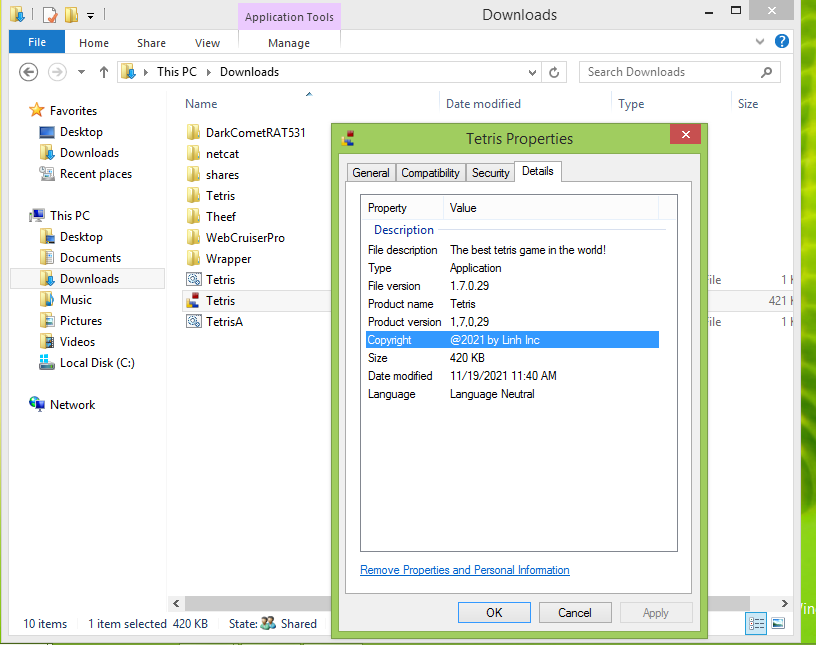 Application Tools
Downloads
File
Home
Share
View
Manage
This PC
Downloads
Search Downloads
Name
Date modified
Type
Size
Favorites
Desktop
Downloads
Recent places
This PC
Desktop
Documents
Downloads
Music
Pictures
Videos
Local Disk (C:)
Network
DarkCometRAT531
netcat
shares
Tetris
Theef
WebCruiserPro
Wrapper
Tetris
Tetris
TetrisA
ile
1
421
ile
1
Tetris Properties
General
Compatibility
Security
Details
Property
Value
Description
File description The best tetris game in the world!
Type Application
File version 1.7.0.29
Product name Tetris
Product version 1,7,0,29
Copyright @2021 by Linh Inc
Size 420 KB
Date modified 11/19/2021 11:40 AM
Language Language Neutral
Remove Properties and Personal Information
OK
Cancel
Apply
10 items 1 item selected 420 KB State: Shared